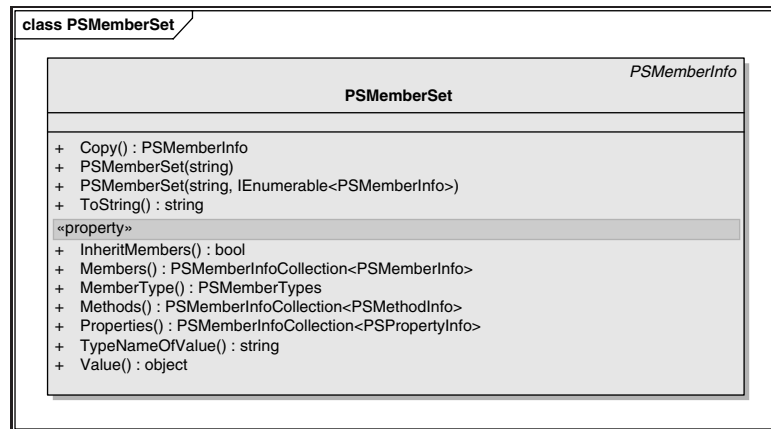 class PSMemberSet
PSMemberInfo
PSMemberSet
+ Copy() : PSMemberInfo
+ PSMemberSet(string)
+ PSMemberSet(string, IEnumerable<PSMemberInfo>)
+ ToString() : string
«property»
+ InheritMembers() : bool
+ Members() : PSMemberInfoCollection<PSMemberInfo>
+ MemberType() : PSMemberTypes
+ Methods() : PSMemberInfoCollection<PSMethodInfo>
+ Properties() : PSMemberInfoCollection<PSPropertyInfo>
+ TypeNameOfValue() : string
+ Value() : object